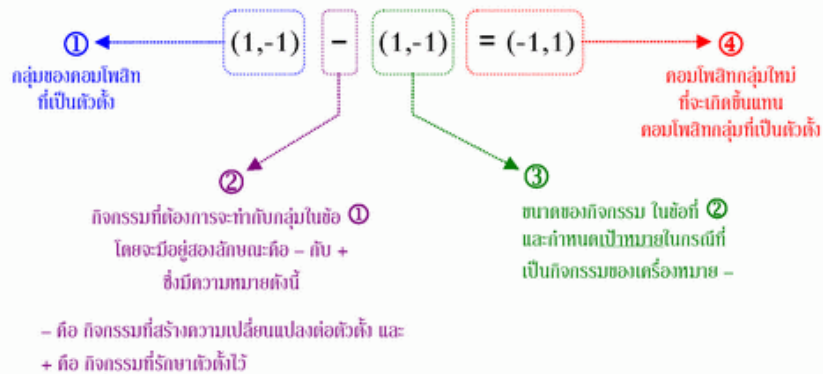 (1,-1) – (1,-1) = (-1,1)
①
กลุ่มของคอมโพสิท
ที่เป็นตัวตั้ง
④
คอมโพสิทกลุ่มใหม่
ที่จะเกิดขึ้นแทน
คอมโพสิทกลุ่มที่เป็นตัวตั้ง
②
กิจกรรมที่ต้องการจะทำกับกลุ่มในข้อ ①
โดยจะมีอยู่สองลักษณะคือ – กับ +
ซึ่งมีความหมายดังนี้
– คือ กิจกรรมที่สร้างความเปลี่ยนแปลงต่อตัวตั้ง และ
+ คือ กิจกรรมที่รักษาตัวตั้งไว้
③
ขนาดของกิจกรรม ในข้อที่ ②
และกำหนดเป้าหมายในกรณีที่
เป็นกิจกรรมของเครื่องหมาย –